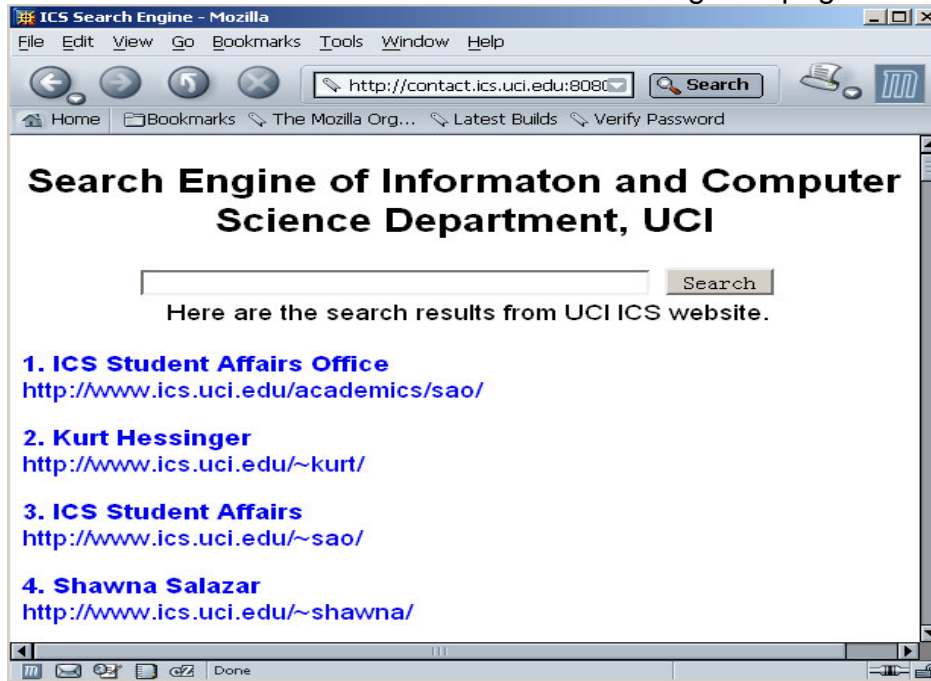 ICS Search Engine - Mozilla
File Edit View Go Bookmarks Tools Window Help
http://contact.ics.uci.edu:8080 Search
Home Bookmarks The Mozilla Org... Latest Builds Verify Password
Search Engine of Informaton and Computer
Science Department, UCI
Search
Here are the search results from UCI ICS website.
1. ICS Student Affairs Office
http://www.ics.uci.edu/academics/sao/
2. Kurt Hessinger
http://www.ics.uci.edu/~kurt/
3. ICS Student Affairs
http://www.ics.uci.edu/~sao/
4. Shawna Salazar
http://www.ics.uci.edu/~shawna/
Done